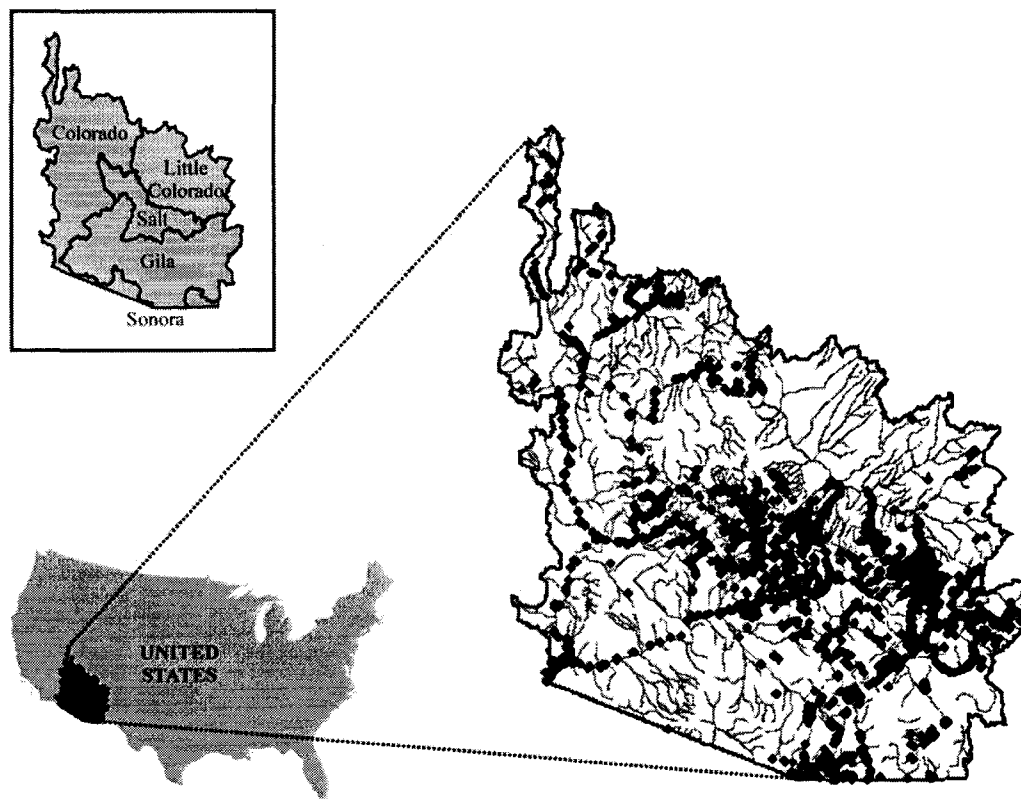 Colorado
Little
Colorado
Salt
Gila
Sonora
UNITED
STATES